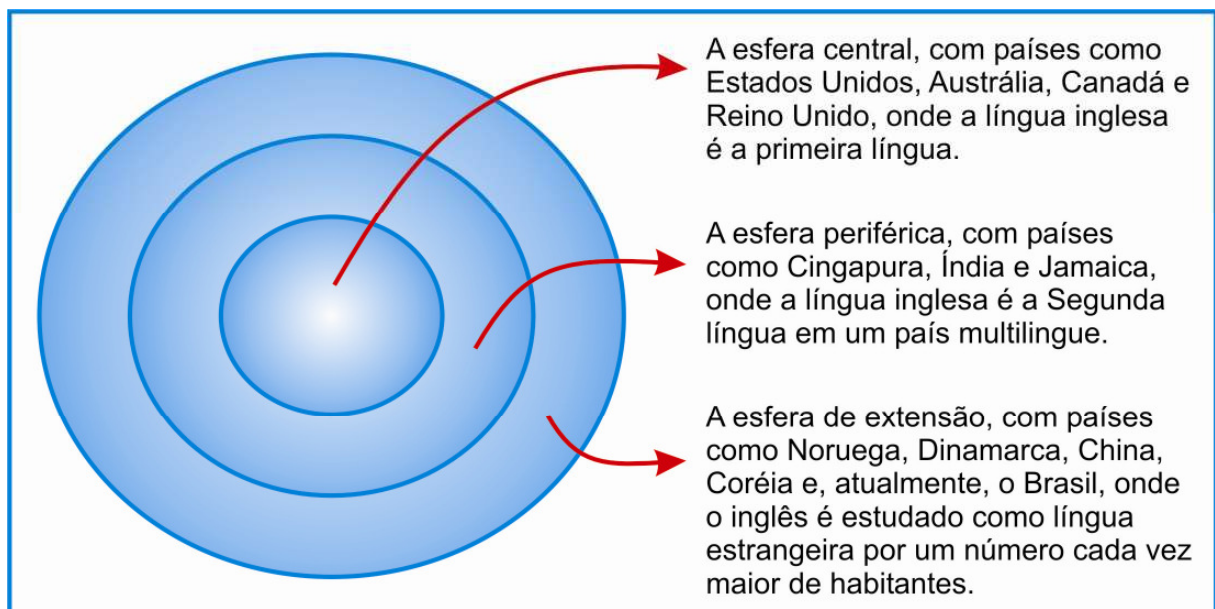 A esfera central, com países como
Estados Unidos, Austrália, Canadá e
Reino Unido, onde a língua inglesa
é a primeira língua.
A esfera periférica, com países
como Cingapura, Índia e Jamaica,
onde a língua inglesa é a Segunda
língua em um país multilingue.
A esfera de extensão, com países
como Noruega, Dinamarca, China,
Coréia e, atualmente, o Brasil, onde
o inglês é estudado como língua
estrangeira por um número cada vez
maior de habitantes.